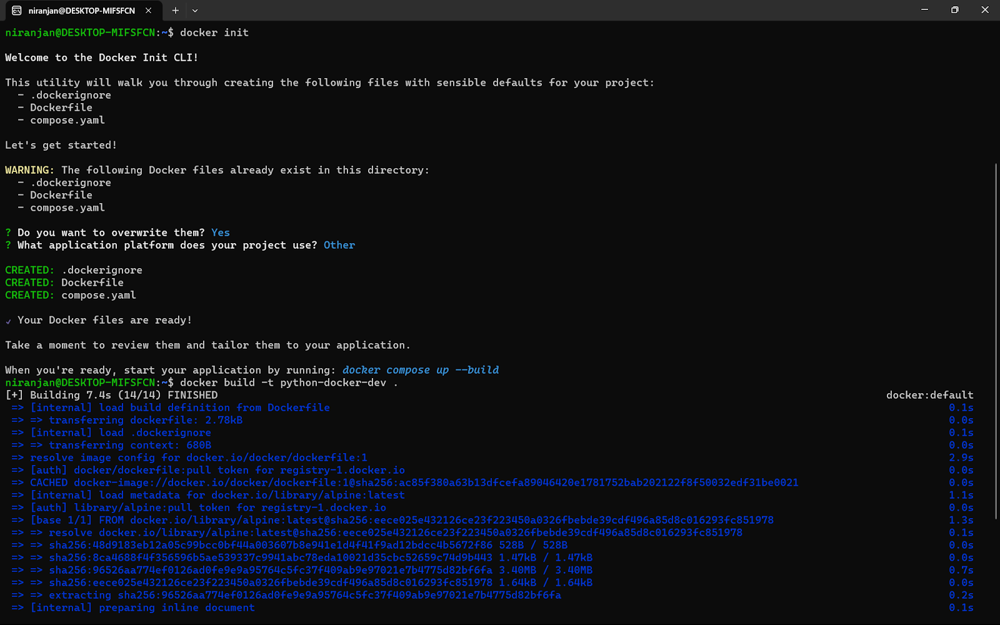 niranjan@DESKTOP-MIFSFCN
niranjan@DESKTOP-MIFSFCN:~$ docker init
Welcome to the Docker Init CLI!
This utility will walk you through creating the following files with sensible defaults for your project:
- .dockerignore
- Dockerfile
- compose.yaml
Let's get started!
WARNING: The following Docker files already exist in this directory:
- .dockerignore
- Dockerfile
- compose.yaml
? Do you want to overwrite them? Yes
? What application platform does your project use? Other
CREATED: .dockerignore
CREATED: Dockerfile
CREATED: compose.yaml
✓ Your Docker files are ready!
Take a moment to review them and tailor them to your application.
When you're ready, start your application by running: docker compose up --build
niranjan@DESKTOP-MIFSFCN:~$ docker build -t python-docker-dev .
[+] Building 7.4s (14/14) FINISHED docker:default
=> [internal] load build definition from Dockerfile 0.1s
=> => transferring dockerfile: 2.78kB 0.0s
=> [internal] load .dockerignore 0.1s
=> => transferring context: 680B 0.0s
=> resolve image config for docker.io/docker/dockerfile:1 2.9s
=> [auth] docker/dockerfile:pull token for registry-1.docker.io 0.0s
=> CACHED docker-image://docker.io/docker/dockerfile:1@sha256:ac85f380a63b13dfcefa89046420e1781752bab202122f8f50032edf31be0021 0.0s
=> [internal] load metadata for docker.io/library/alpine:latest 1.1s
=> [auth] library/alpine:pull token for registry-1.docker.io 0.0s
=> [base 1/1] FROM docker.io/library/alpine:latest@sha256:eece025e432126ce23f223450a0326fbebde39cdf496a85d8c016293fc851978 1.3s
=> => resolve docker.io/library/alpine:latest@sha256:eece025e432126ce23f223450a0326fbebde39cdf496a85d8c016293fc851978 0.1s
=> => sha256:48d9183eb12a05c99bcc0bf44a003607b8e941e1d4f41f9ad12bdcc4b5672f86 528B / 528B 0.0s
=> => sha256:8ca4688f4f356596b5ae539337c9941abc78eda10021d35cbc52659c74d9b443 1.47kB / 1.47kB 0.0s
=> => sha256:96526aa774ef0126ad0fe9e9a95764c5fc37f409ab9e97021e7b4775d82bf6fa 3.40MB / 3.40MB 0.7s
=> => sha256:eece025e432126ce23f223450a0326fbebde39cdf496a85d8c016293fc851978 1.64kB / 1.64kB 0.0s
=> => extracting sha256:96526aa774ef0126ad0fe9e9a95764c5fc37f409ab9e97021e7b4775d82bf6fa 0.2s
=> [internal] preparing inline document 0.1s